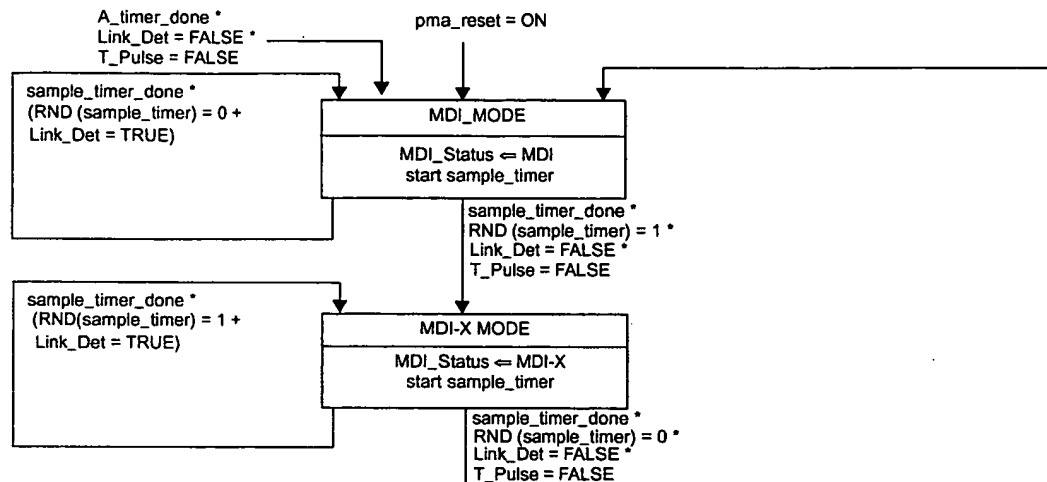 A_timer_done *
Link_Det = FALSE *
T_Pulse = FALSE
pma_reset = ON
sample_timer_done *
(RND (sample_timer) = 0 +
Link_Det = TRUE)
MDI_MODE
MDI_Status ⇐ MDI
start sample_timer
sample_timer_done *
RND (sample_timer) = 1 *
Link_Det = FALSE *
T_Pulse = FALSE
sample_timer_done *
(RND(sample_timer) = 1 +
Link_Det = TRUE)
MDI-X MODE
MDI_Status ⇐ MDI-X
start sample_timer
sample_timer_done *
RND (sample_timer) = 0 *
Link_Det = FALSE *
T_Pulse = FALSE